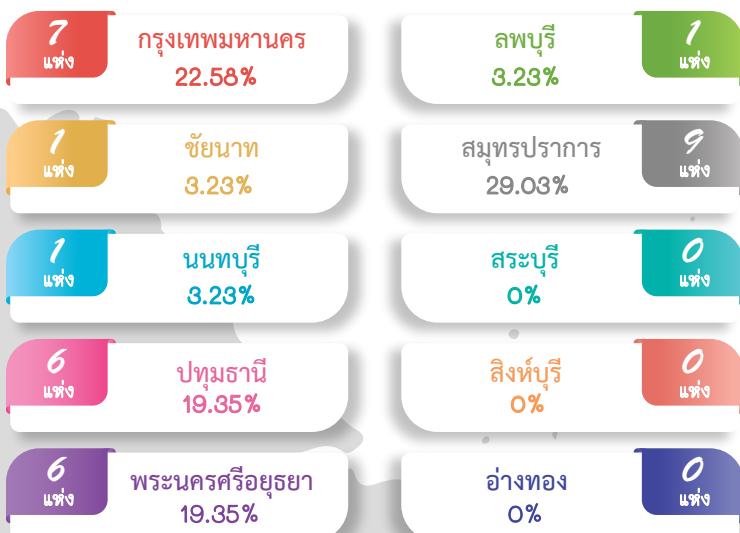 7
แห่ง
กรุงเทพมหานคร
22.58%
ลพบุรี
3.23%
1
แห่ง
1
แห่ง
ชัยนาท
3.23%
สมุทรปราการ
29.03%
9
แห่ง
1
แห่ง
นนทบุรี
3.23%
สระบุรี
0%
0
แห่ง
6
แห่ง
ปทุมธานี
19.35%
สิงห์บุรี
0%
0
แห่ง
6
แห่ง
พระนครศรีอยุธยา
19.35%
อ่างทอง
0%
0
แห่ง